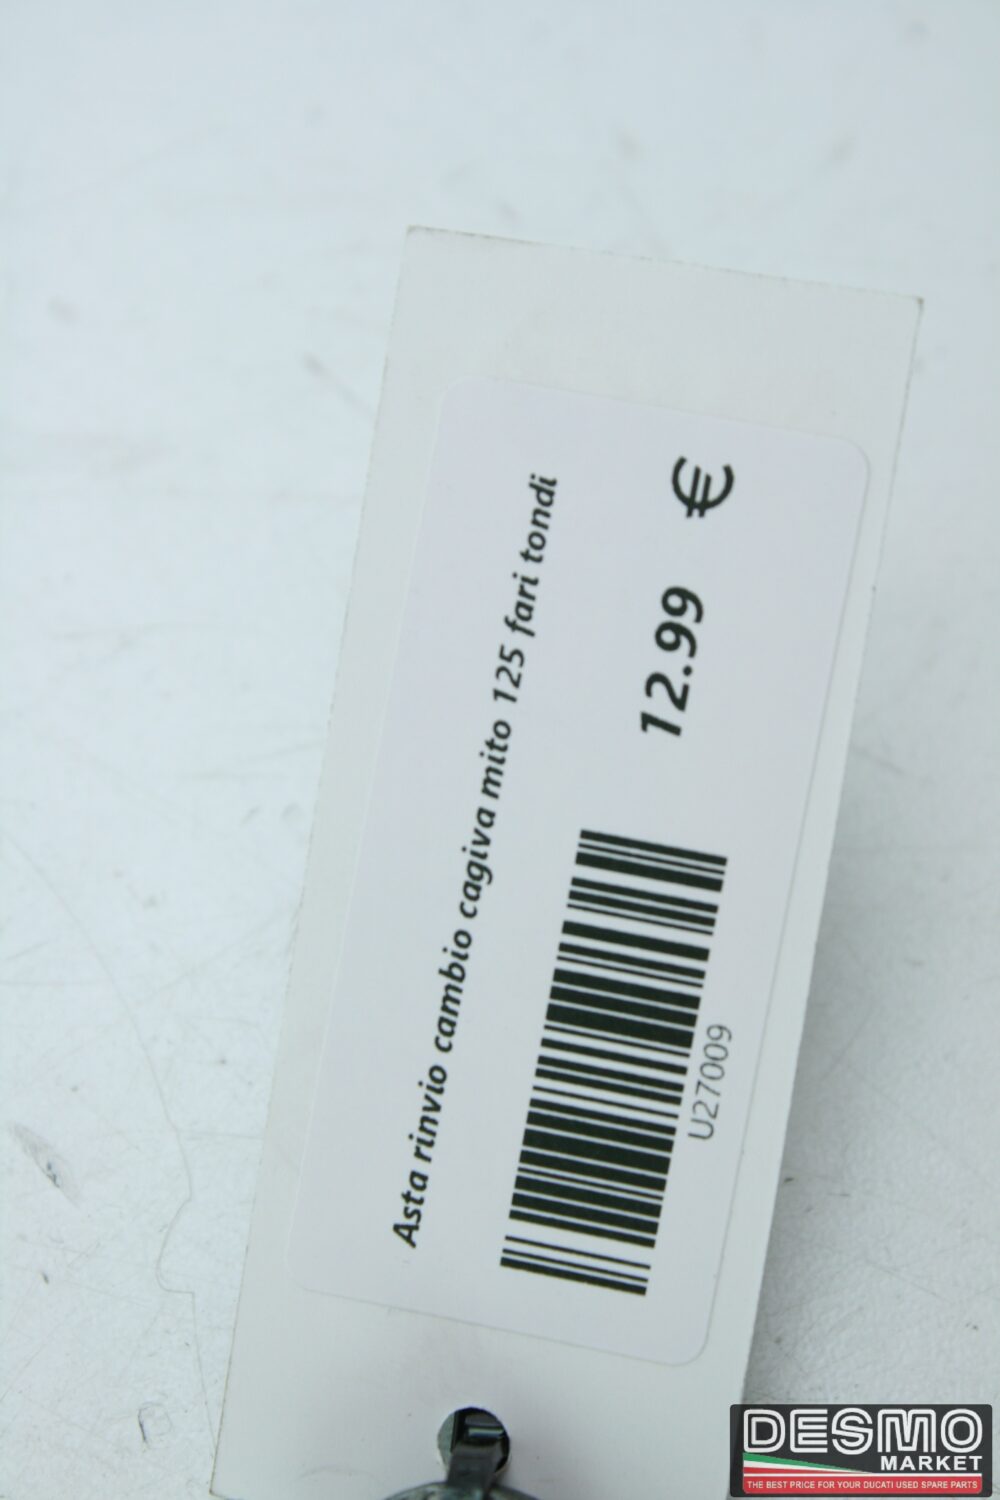 Asta rinvio cambio cagiva mito 125 fari tondi
12.99 €
U27009
DESMO
MARKET
THE BEST PRICE FOR YOUR DUCATI USED SPARE PARTS